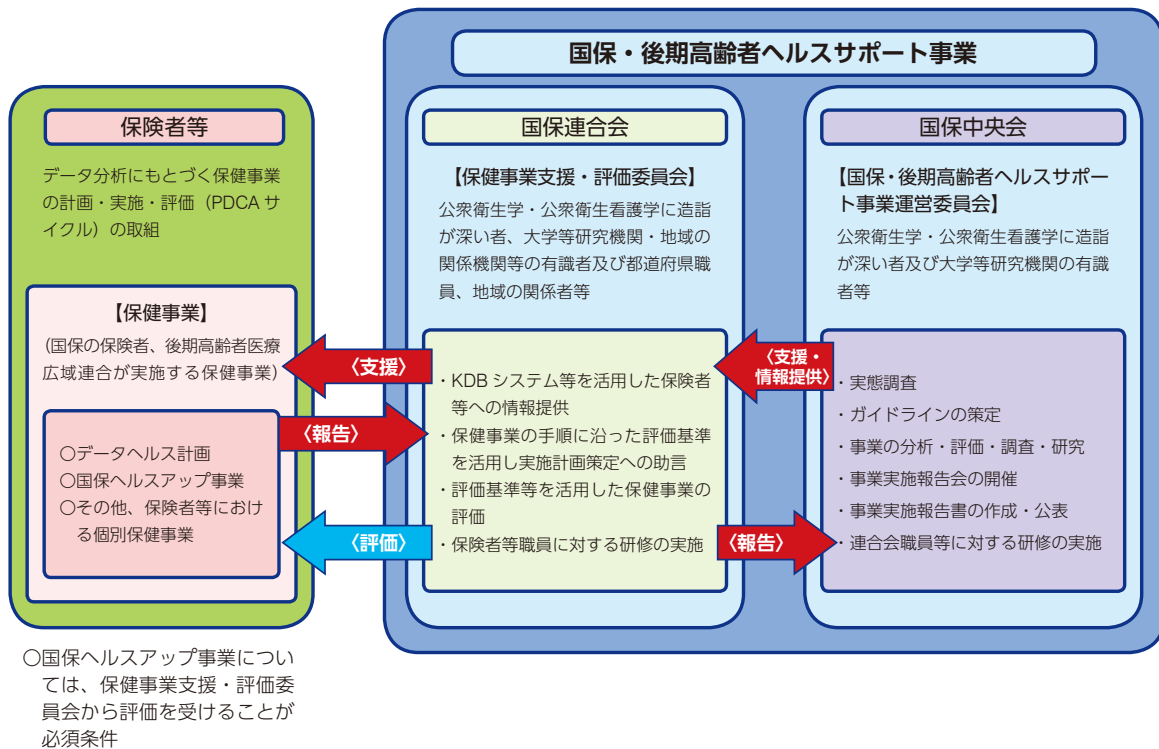 国保・後期高齢者ヘルスサポート事業
保険者等
データ分析にもとづく保健事業
の計画・実施・評価（PDCA サ
イクル）の取組
【保健事業】
(国保の保険者、後期高齢者医療
広域連合が実施する保健事業)
○データヘルス計画
○国保ヘルスアップ事業
○その他、保険者等におけ
る個別保健事業
○国保ヘルスアップ事業につい
ては、保健事業支援・評価委
員会から評価を受けることが
必須条件
〈支援〉
〈報告〉
〈評価〉
国保連合会
【保健事業支援・評価委員会】
公衆衛生学・公衆衛生看護学に造詣
が深い者、大学等研究機関・地域の
関係機関等の有識者及び都道府県職
員、地域の関係者等
・KDB システム等を活用した保険者
等への情報提供
・保健事業の手順に沿った評価基準
を活用し実施計画策定への助言
・評価基準等を活用した保健事業の
評価
・保険者等職員に対する研修の実施
〈支援・
情報提供〉
〈報告〉
国保中央会
【国保・後期高齢者ヘルスサポー
ト事業運営委員会】
公衆衛生学・公衆衛生看護学に造詣
が深い者及び大学等研究機関の有識
者等
・実態調査
・ガイドラインの策定
・事業の分析・評価・調査・研究
・事業実施報告会の開催
・事業実施報告書の作成・公表
・連合会職員等に対する研修の実施